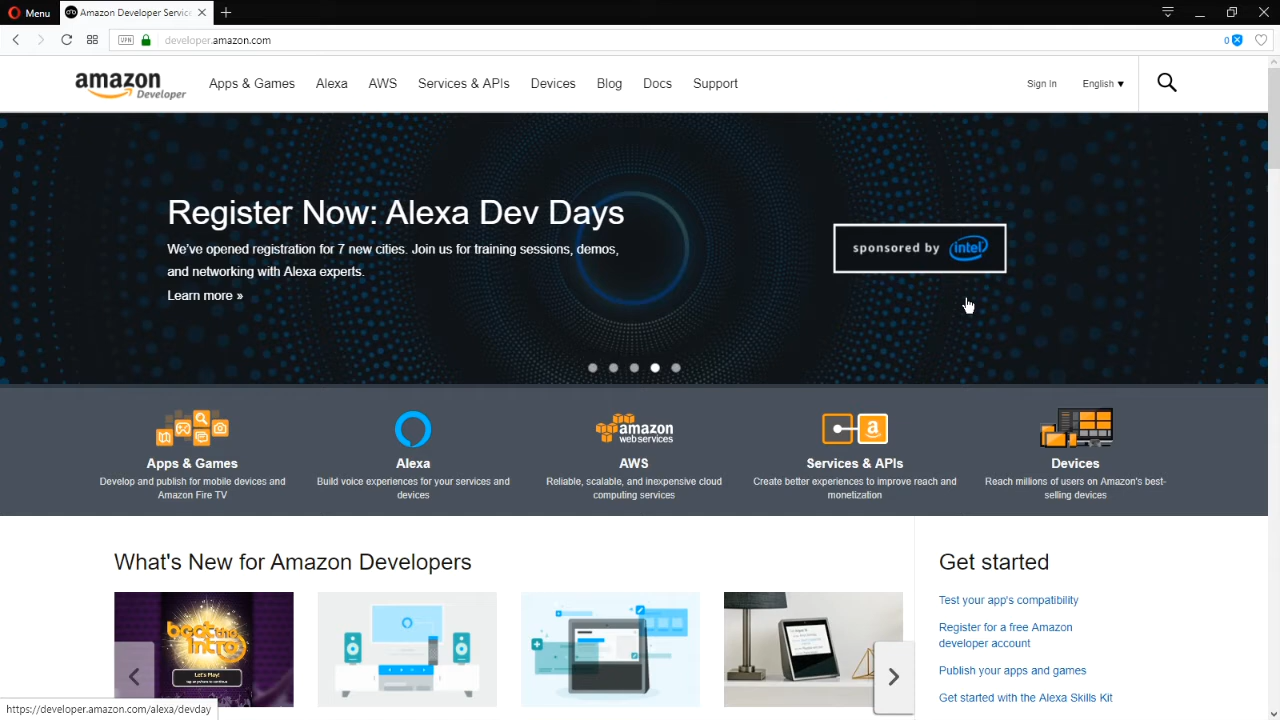 Menu
Amazon Developer Service
VPN
developer.amazon.com
0
amazon
Developer
Apps & Games
Alexa
AWS
Services & APIs
Devices
Blog
Docs
Support
Sign In
English
Register Now: Alexa Dev Days
We've opened registration for 7 new cities. Join us for training sessions, demos,
and networking with Alexa experts.
Learn more »
sponsored by intel
amazon
web services
a
Apps & Games
Develop and publish for mobile devices and
Amazon Fire TV
Alexa
Build voice experiences for your services and
devices
AWS
Reliable, scalable, and inexpensive cloud
computing services
Services & APIs
Create better experiences to improve reach and
monetization
Devices
Reach millions of users on Amazon's best-
selling devices
What's New for Amazon Developers
beat the
intro
Let's Play!
Get started
Test your app's compatibility
Register for a free Amazon
developer account
Publish your apps and games
Get started with the Alexa Skills Kit
https://developer.amazon.com/alexa/devday